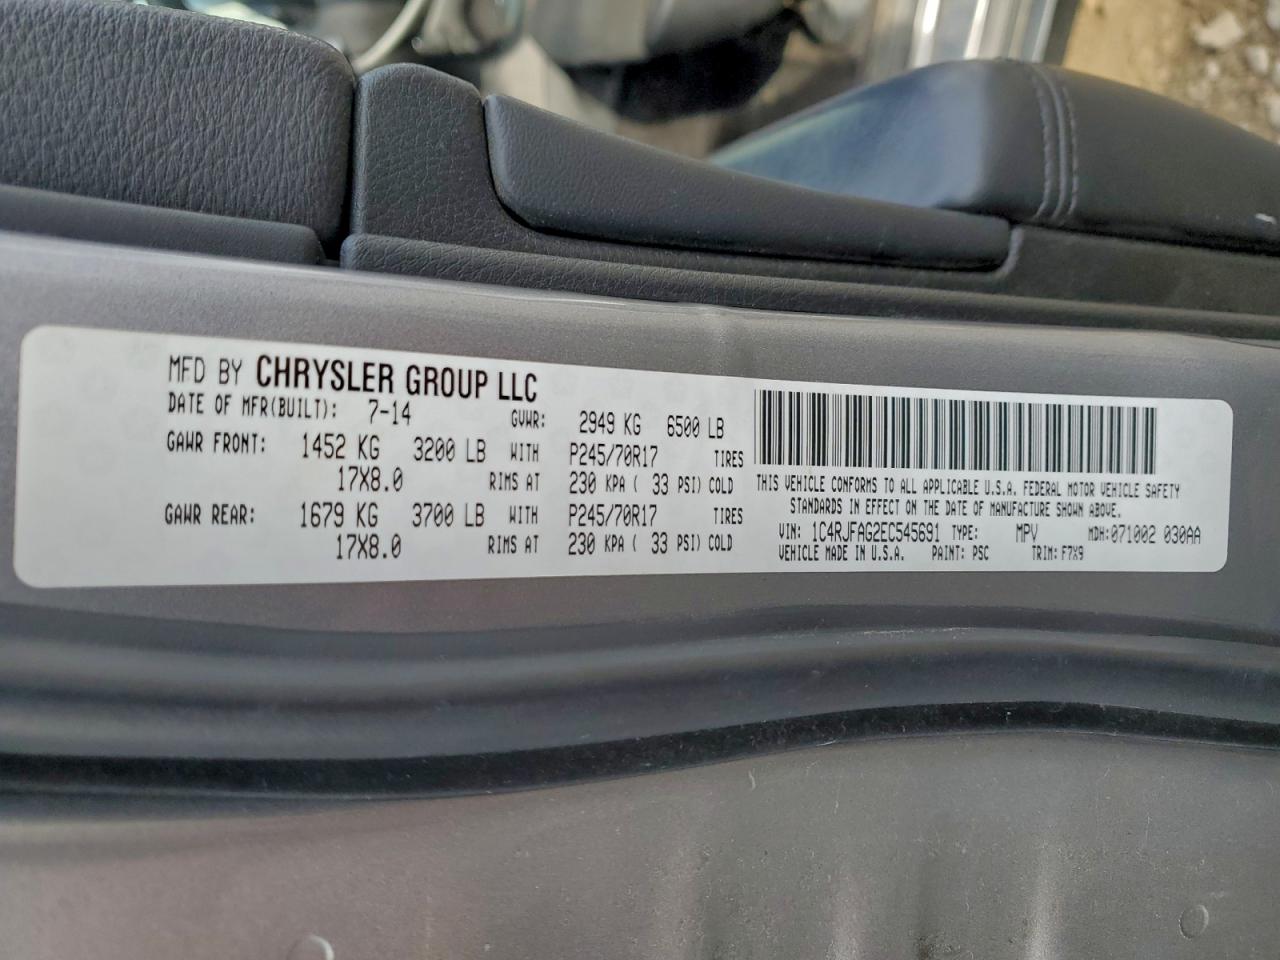 MFD BY CHRYSLER GROUP LLC
DATE OF MFR(BUILT): 7-14 GVWR: 2949 KG 6500 LB
GAWR FRONT: 1452 KG 3200 LB WITH P245/70R17 TIRES
17X8.0 RIMS AT 230 KPA ( 33 PSI) COLD
GAWR REAR: 1679 KG 3700 LB WITH P245/70R17 TIRES
17X8.0 RIMS AT 230 KPA ( 33 PSI) COLD
THIS VEHICLE CONFORMS TO ALL APPLICABLE U.S.A. FEDERAL MOTOR VEHICLE SAFETY
STANDARDS IN EFFECT ON THE DATE OF MANUFACTURE SHOWN ABOVE.
VIN: 1C4RJFAG2EC545691 TYPE: MPV MDH:071002 030AA
VEHICLE MADE IN U.S.A. PAINT: PSC TRIM: F7X9